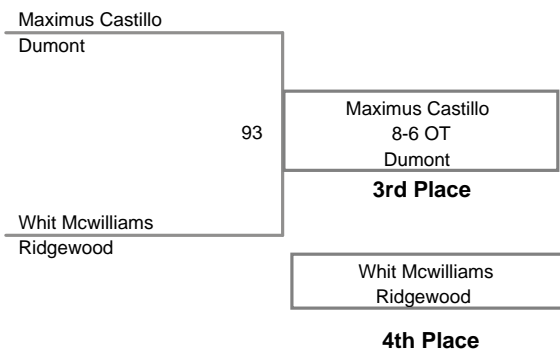 Maximus Castillo
Dumont
93
Maximus Castillo
8-6 OT
Dumont
3rd Place
Whit Mcwilliams
Ridgewood
Whit Mcwilliams
Ridgewood
4th Place